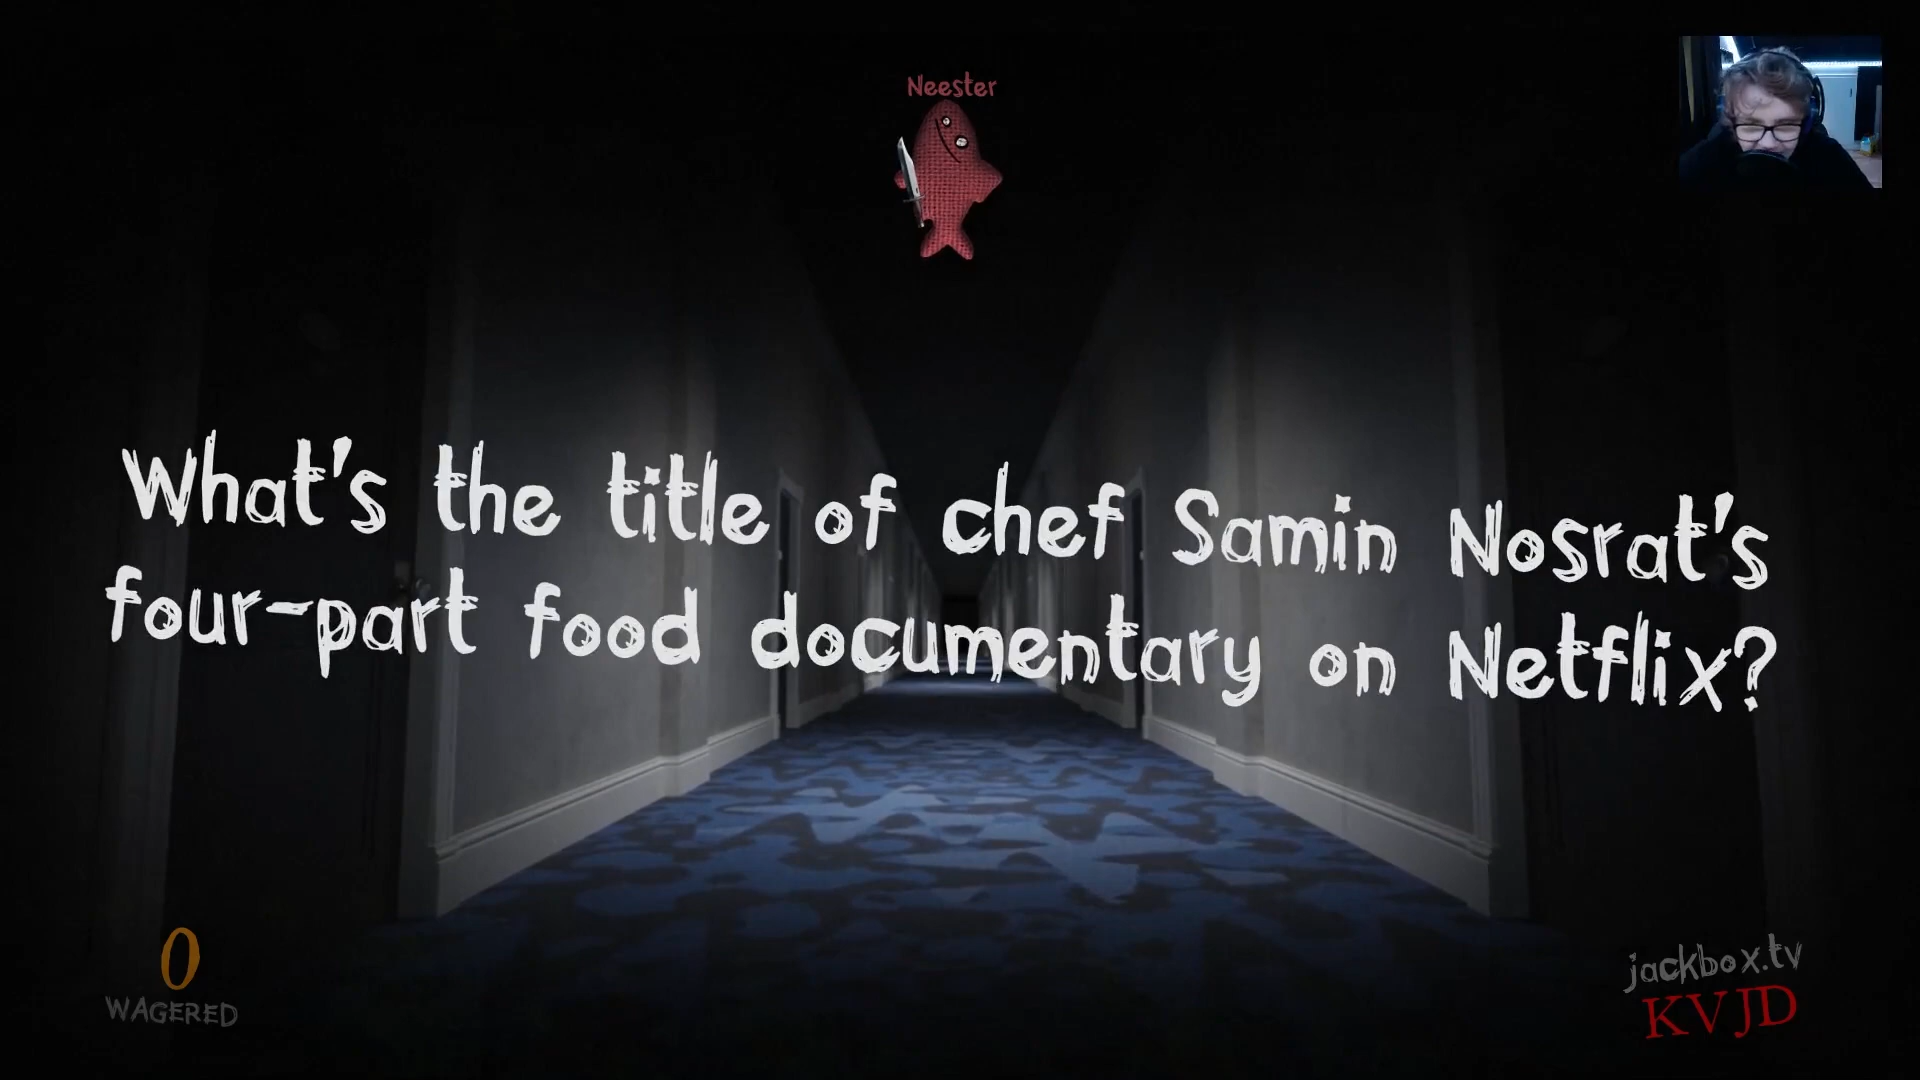 Neester
What's the title of chef Samin Nosrat's
four-part food documentary on Netflix?
0
WAGERED
jackbox.tv
KVJD